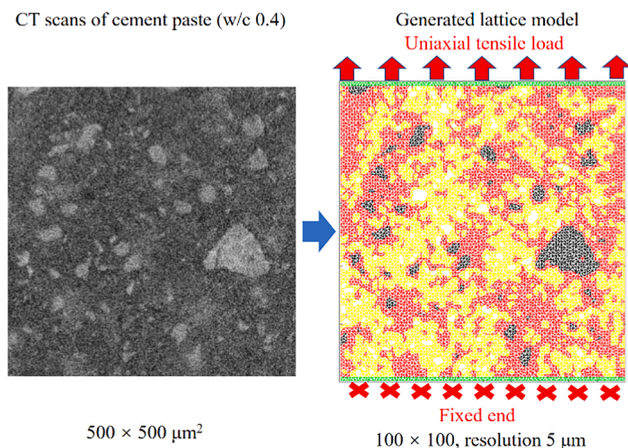 CT scans of cement paste (w/c 0.4)
Generated lattice model
Uniaxial tensile load
Fixed end
500 × 500 μm²
100 × 100, resolution 5 μm